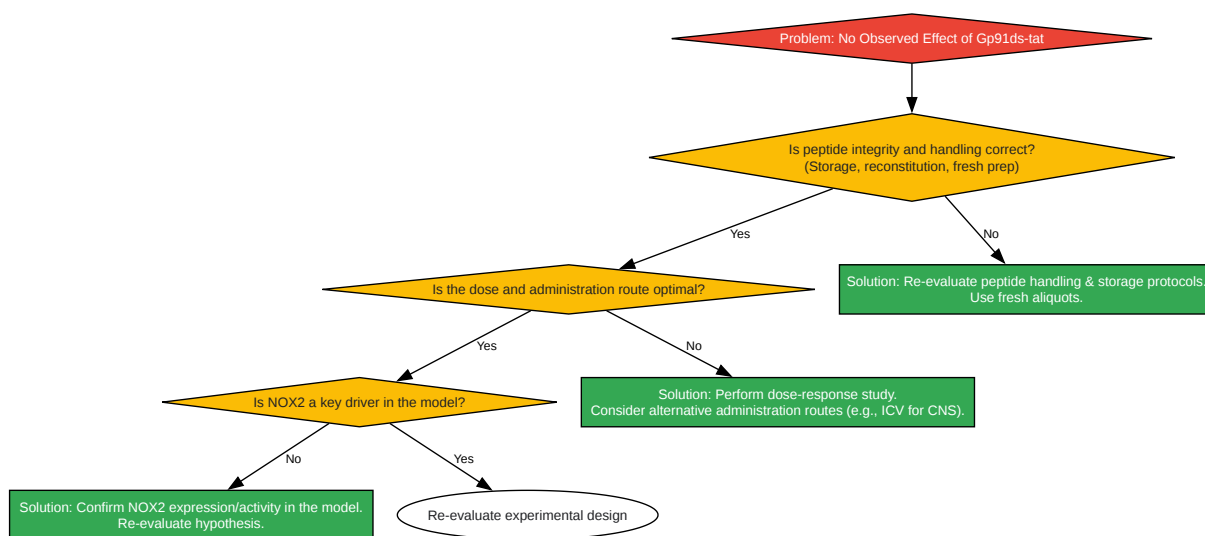 Problem: No Observed Effect of Gp91ds-tat
Is peptide integrity and handling correct?
(Storage, reconstitution, fresh prep)
Yes
No
Is the dose and administration route optimal?
Solution: Re-evaluate peptide handling & storage protocols.
Use fresh aliquots.
Yes
No
Is NOX2 a key driver in the model?
Solution: Perform dose-response study.
Consider alternative administration routes (e.g., ICV for CNS).
No
Yes
Solution: Confirm NOX2 expression/activity in the model.
Re-evaluate hypothesis.
Re-evaluate experimental design